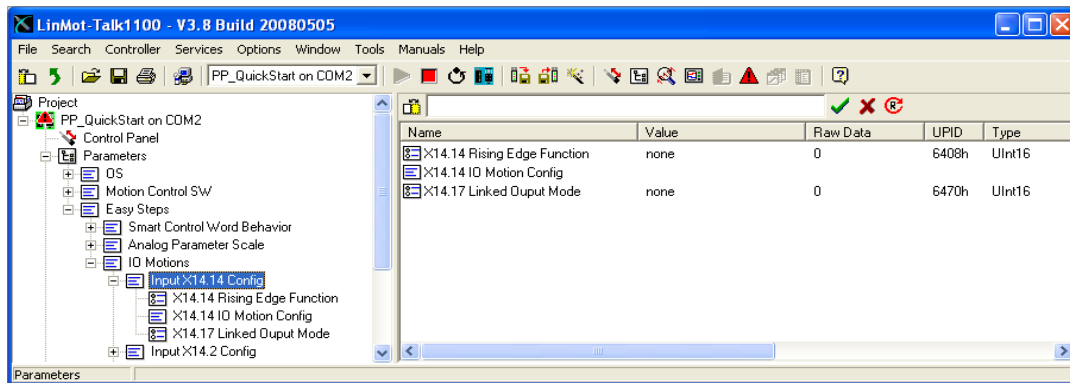 LinMot-Talk1100 - V3.8 Build 20080505
File Search Controller Services Options Window Tools Manuals Help
PP_QuickStart on COM2
Project
PP_QuickStart on COM2
Control Panel
Parameters
OS
Motion Control SW
Easy Steps
Smart Control Word Behavior
Analog Parameter Scale
IO Motions
Input X14.14 Config
X14.14 Rising Edge Function
X14.14 IO Motion Config
X14.17 Linked Ouput Mode
Input X14.2 Config
Name Value Raw Data UPID Type
X14.14 Rising Edge Function none 0 6408h UInt16
X14.14 IO Motion Config
X14.17 Linked Ouput Mode none 0 6470h UInt16
Parameters